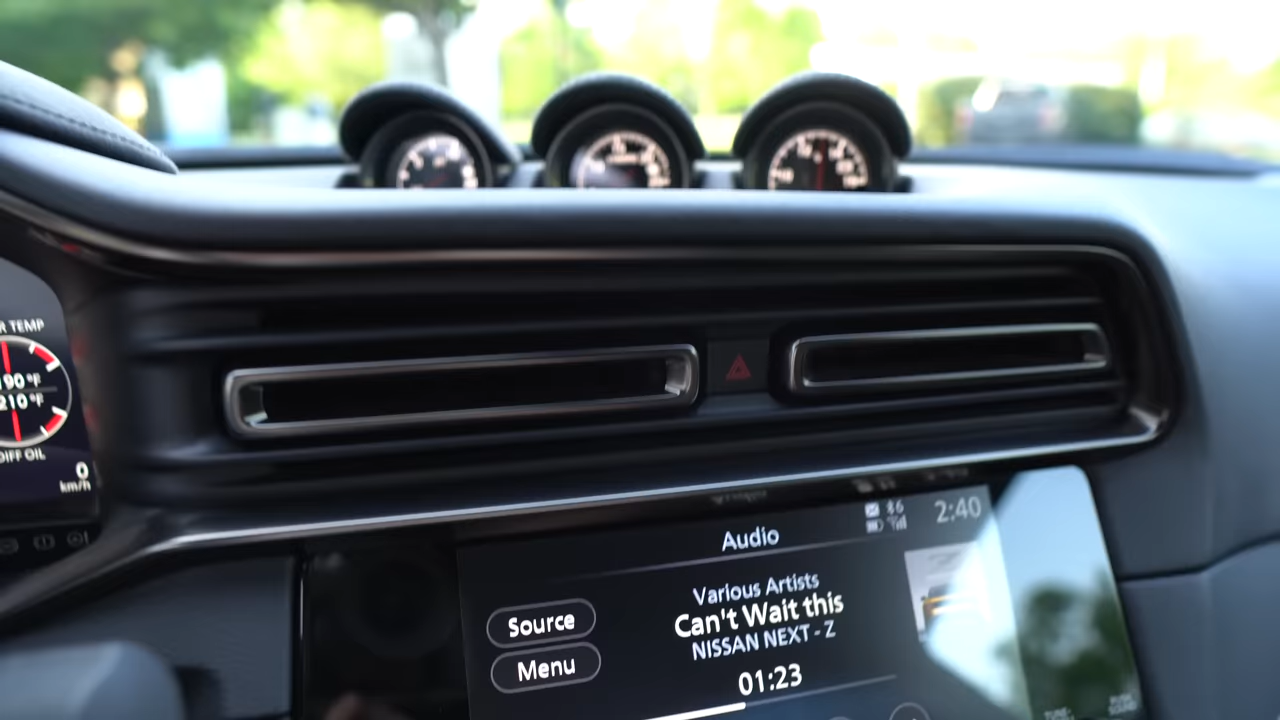 R TEMP
190 °F
210 °F
DIFF OIL
0
km/h
2:40
Audio
Various Artists
Can't Wait this
NISSAN NEXT - Z
01:23
Source
Menu